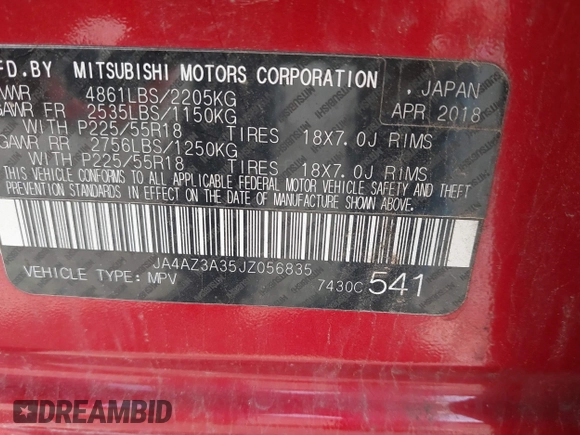 FD.BY MITSUBISHI MOTORS CORPORATION
, JAPAN
VWR 4861LBS/2205KG
APR 2018
GAWR FR 2535LBS/1150KG
WITH P225/55R18 TIRES 18X7.0J RIMS
GAWR RR 2756LBS/1250KG
WITH P225/55R18 TIRES 18X7.0J RIMS
THIS VEHICLE CONFORMS TO ALL APPLICABLE FEDERAL MOTOR VEHICLE SAFETY AND THEFT
PREVENTION STANDARDS IN EFFECT ON THE DATE OF MANUFACTURE SHOWN ABOVE.
JA4AZ3A35JZ056835
VEHICLE TYPE: MPV 7430C 541
DREAMBID